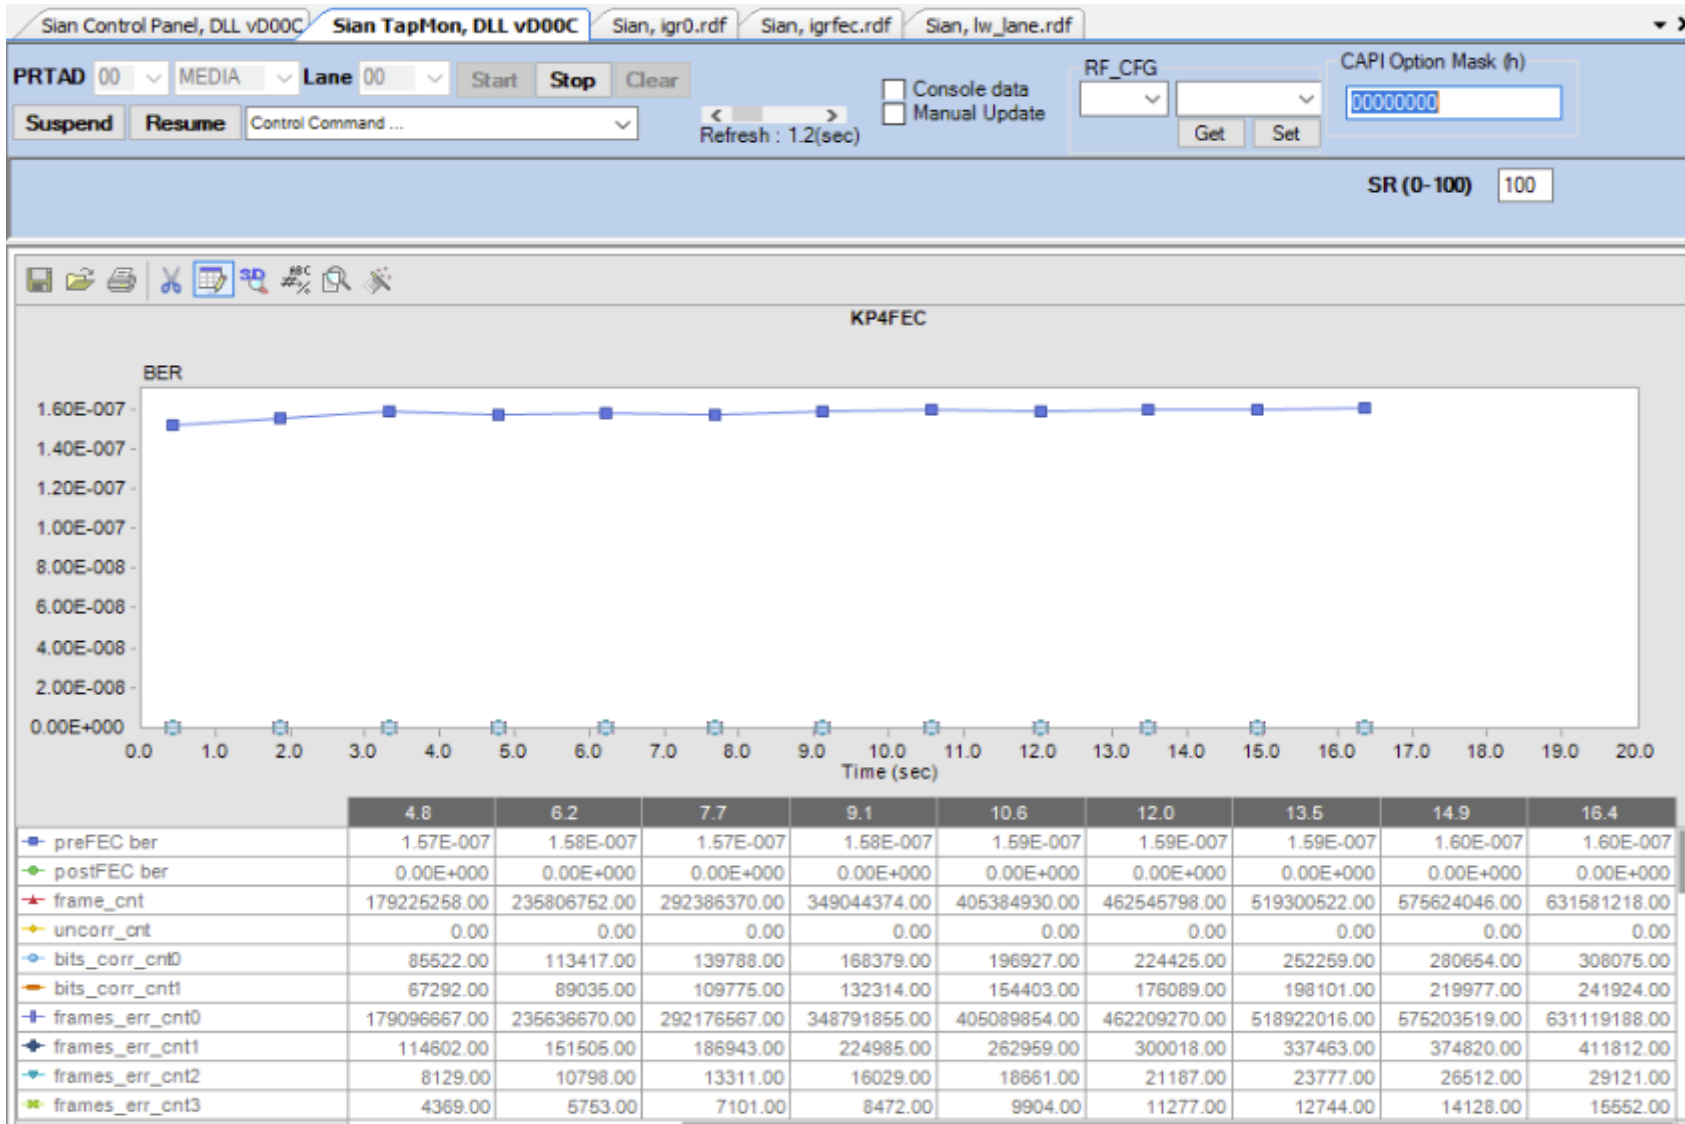 Sian Control Panel, DLL vD00C Sian TapMon, DLL vD00C Sian, igr0.rdf Sian, igrfec.rdf Sian, lw_lane.rdf
PRTAD 00 MEDIA Lane 00 Start Stop Clear
Suspend Resume Control Command ...
Refresh : 1.2(sec)
Console data
Manual Update
RF_CFG
Get Set
CAPI Option Mask (h)
00000000
SR (0-100) 100
3D ABC
KP4FEC
BER
1.60E-007
1.40E-007
1.20E-007
1.00E-007
8.00E-008
6.00E-008
4.00E-008
2.00E-008
0.00E+000
0.0 1.0 2.0 3.0 4.0 5.0 6.0 7.0 8.0 9.0 10.0 11.0 12.0 13.0 14.0 15.0 16.0 17.0 18.0 19.0 20.0
Time (sec)
4.8 6.2 7.7 9.1 10.6 12.0 13.5 14.9 16.4
preFEC ber 1.57E-007 1.58E-007 1.57E-007 1.58E-007 1.59E-007 1.59E-007 1.59E-007 1.60E-007 1.60E-007
postFEC ber 0.00E+000 0.00E+000 0.00E+000 0.00E+000 0.00E+000 0.00E+000 0.00E+000 0.00E+000 0.00E+000
frame_cnt 179225258.00 235806752.00 292386370.00 349044374.00 405384930.00 462545798.00 519300522.00 575624046.00 631581218.00
uncorr_cnt 0.00 0.00 0.00 0.00 0.00 0.00 0.00 0.00 0.00
bits_corr_cnt0 85522.00 113417.00 139788.00 168379.00 196927.00 224425.00 252259.00 280654.00 308075.00
bits_corr_cnt1 67292.00 89035.00 109775.00 132314.00 154403.00 176089.00 198101.00 219977.00 241924.00
frames_err_cnt0 179096667.00 235636670.00 292176567.00 348791855.00 405089854.00 462209270.00 518922016.00 575203519.00 631119188.00
frames_err_cnt1 114602.00 151505.00 186943.00 224985.00 262959.00 300018.00 337463.00 374820.00 411812.00
frames_err_cnt2 8129.00 10798.00 13311.00 16029.00 18661.00 21187.00 23777.00 26512.00 29121.00
frames_err_cnt3 4369.00 5753.00 7101.00 8472.00 9904.00 11277.00 12744.00 14128.00 15552.00